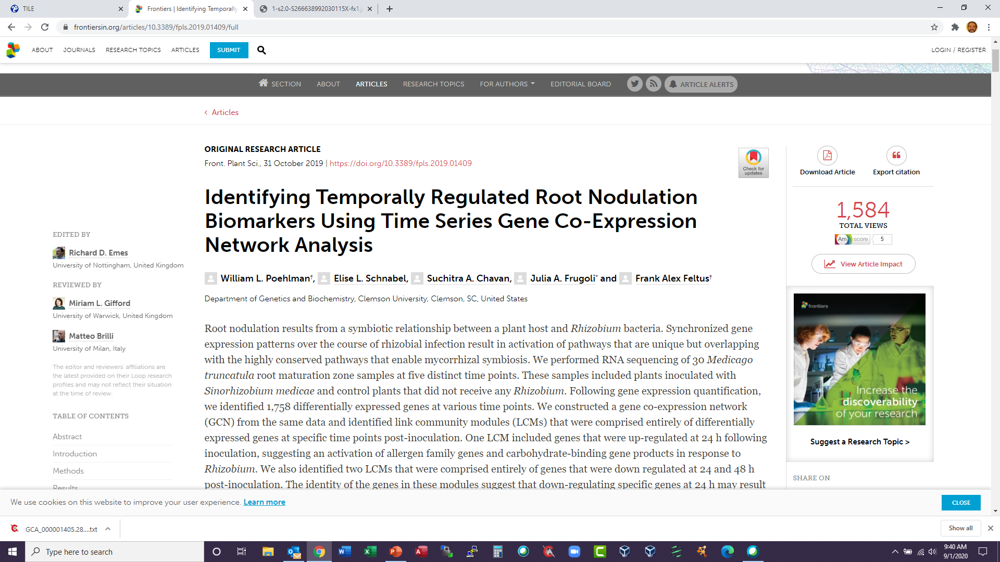 TILE
Frontiers | Identifying Temporally
1-s2.0-S266638992030115X-fx1.j
frontiersin.org/articles/10.3389/fpls.2019.01409/full
ABOUT JOURNALS RESEARCH TOPICS ARTICLES SUBMIT LOGIN / REGISTER
SECTION ABOUT ARTICLES RESEARCH TOPICS FOR AUTHORS EDITORIAL BOARD ARTICLE ALERTS
‹ Articles
ORIGINAL RESEARCH ARTICLE
Front. Plant Sci., 31 October 2019 | https://doi.org/10.3389/fpls.2019.01409
Check for
updates
Identifying Temporally Regulated Root Nodulation
Biomarkers Using Time Series Gene Co-Expression
Network Analysis
William L. Poehlman†, Elise L. Schnabel, Suchitra A. Chavan, Julia A. Frugoli* and Frank Alex Feltus†
Department of Genetics and Biochemistry, Clemson University, Clemson, SC, United States
Root nodulation results from a symbiotic relationship between a plant host and Rhizobium bacteria. Synchronized gene
expression patterns over the course of rhizobial infection result in activation of pathways that are unique but overlapping
with the highly conserved pathways that enable mycorrhizal symbiosis. We performed RNA sequencing of 30 Medicago
truncatula root maturation zone samples at five distinct time points. These samples included plants inoculated with
Sinorhizobium medicae and control plants that did not receive any Rhizobium. Following gene expression quantification,
we identified 1,758 differentially expressed genes at various time points. We constructed a gene co-expression network
(GCN) from the same data and identified link community modules (LCMs) that were comprised entirely of differentially
expressed genes at specific time points post-inoculation. One LCM included genes that were up-regulated at 24 h following
inoculation, suggesting an activation of allergen family genes and carbohydrate-binding gene products in response to
Rhizobium. We also identified two LCMs that were comprised entirely of genes that were down regulated at 24 and 48 h
post-inoculation. The identity of the genes in these modules suggest that down-regulating specific genes at 24 h may result
EDITED BY
Richard D. Emes
University of Nottingham, United Kingdom
REVIEWED BY
Miriam L. Gifford
University of Warwick, United Kingdom
Matteo Brilli
University of Milan, Italy
The editor and reviewers' affiliations are
the latest provided on their Loop research
profiles and may not reflect their situation
at the time of review.
TABLE OF CONTENTS
Abstract
Introduction
Methods
Results
Download Article Export citation
1,584
TOTAL VIEWS
Am score 5
View Article Impact
frontiers
Increase the
discoverability
of your research
Suggest a Research Topic >
SHARE ON
We use cookies on this website to improve your user experience. Learn more
CLOSE
GCA_000001405.28....txt
Show all
Type here to search
9:40 AM
9/1/2020